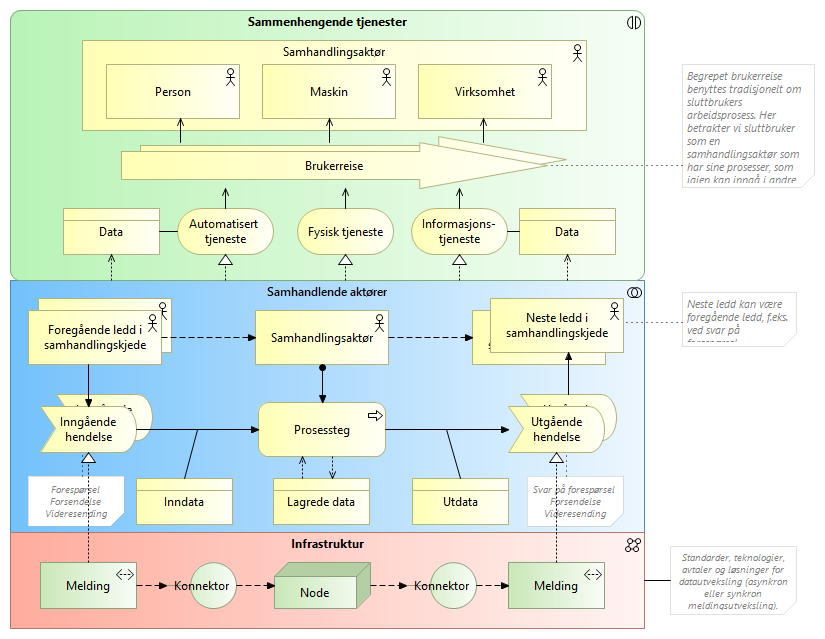 Sammenhengende tjenester
Samhandlingsaktør
Person
Maskin
Virksomhet
Begrepet brukerreise
benyttes tradisjonelt om
sluttbrukers
arbeidsprosess. Her
betrakter vi sluttbruker
som en
samhandlingsaktør som
har sine prosesser, som
igjen kan inngå i andre
Brukerreise
Data
Automatisert
tjeneste
Fysisk tjeneste
Informasjons-
tjeneste
Data
Samhandlende aktører
Foregående ledd i
samhandlingskjede
Samhandlingsaktør
Neste ledd i
samhandlingskjede
Neste ledd kan være
foregående ledd, f.eks.
ved svar på
Inngående
hendelse
Prosessteg
Utgående
hendelse
Forespørsel
Forsendelse
Videresending
Inndata
Lagrede data
Utdata
Svar på forespørsel
Forsendelse
Videresending
Infrastruktur
Melding
Konnektor
Node
Konnektor
Melding
Standarder, teknologier,
avtaler og løsninger for
datautveksling (asynkron
eller synkron
meldingsutveksling).